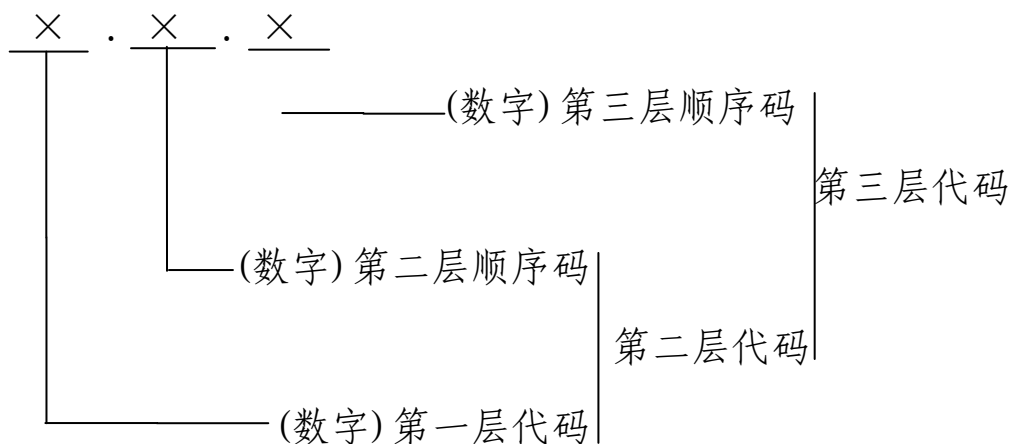 × . × . ×
(数字)第三层顺序码
第三层代码
(数字)第二层顺序码
第二层代码
(数字)第一层代码